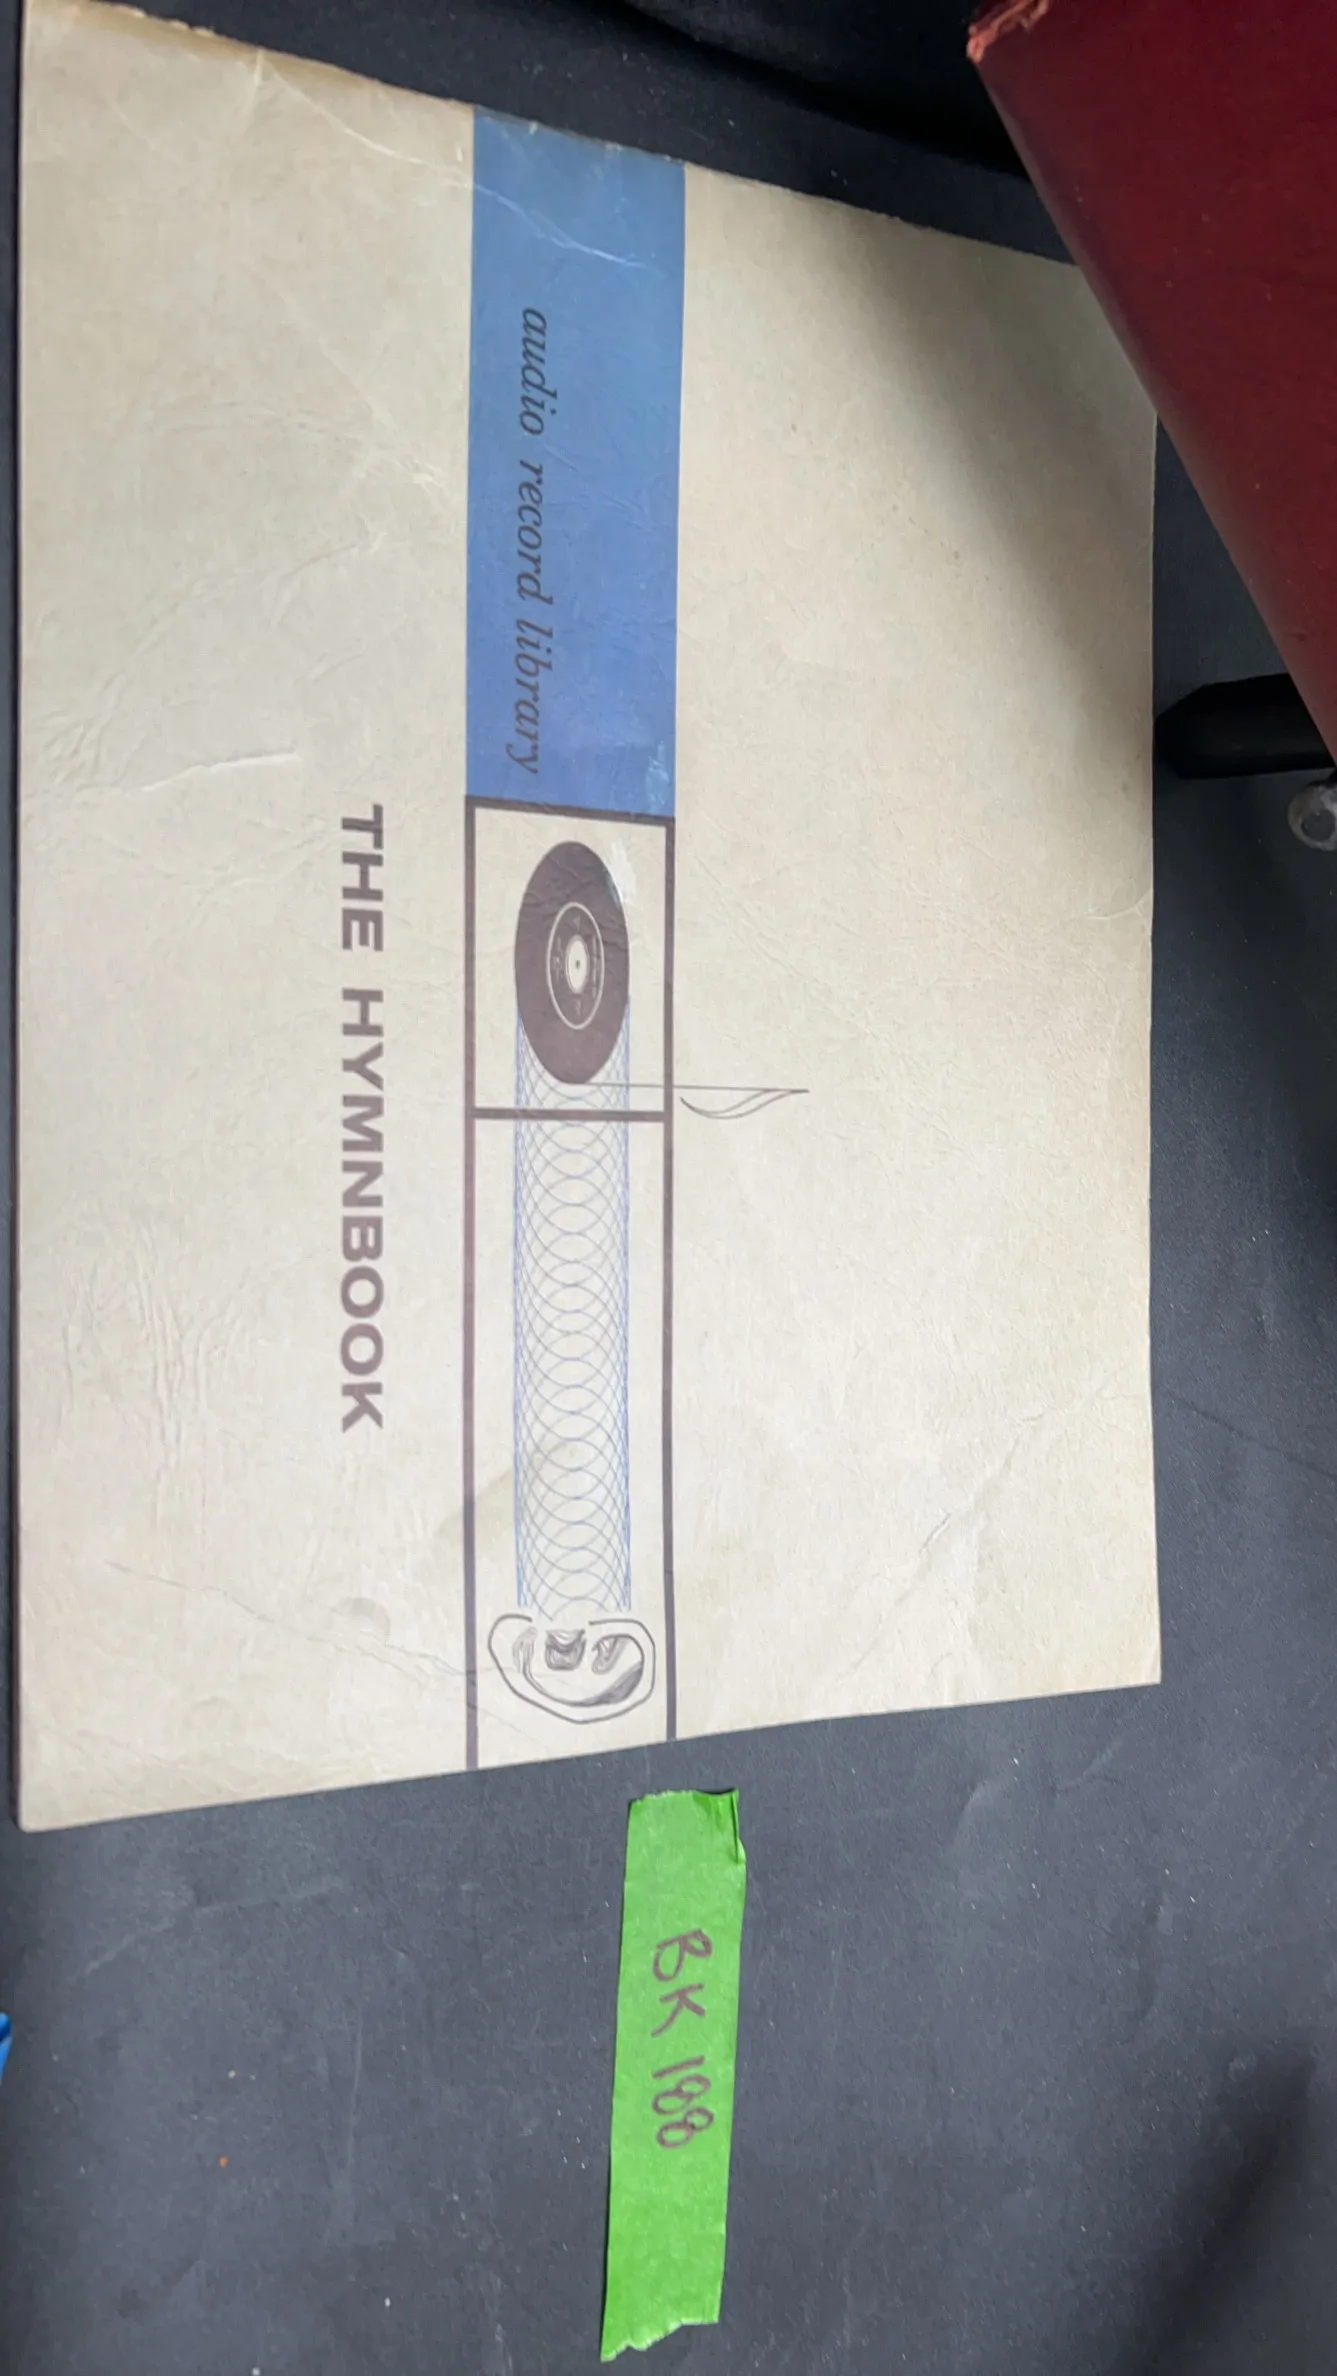 audio record library
THE HYMNBOOK
BK 188